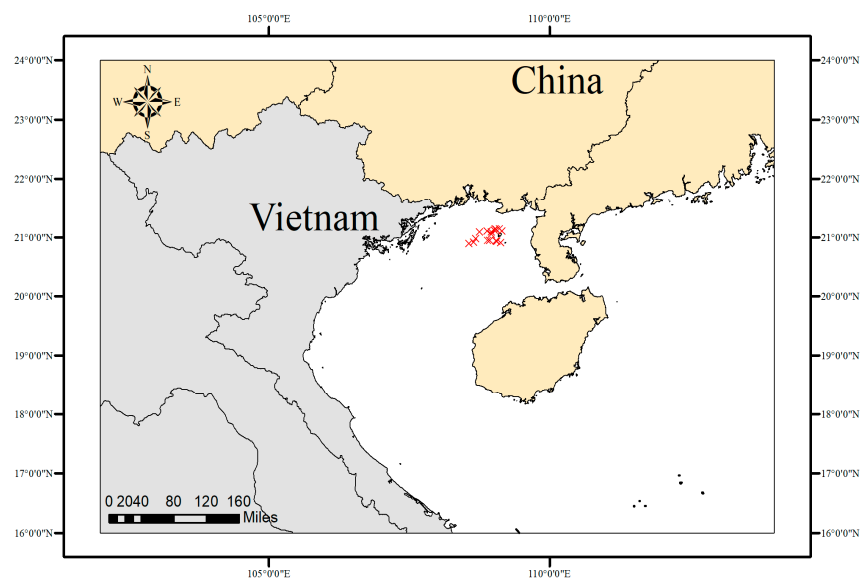 105°0'0"E 110°0'0"E
24°0'0"N 24°0'0"N
N
China
W E
S
23°0'0"N 23°0'0"N
22°0'0"N 22°0'0"N
Vietnam
21°0'0"N 21°0'0"N
20°0'0"N 20°0'0"N
19°0'0"N 19°0'0"N
18°0'0"N 18°0'0"N
17°0'0"N 17°0'0"N
0 2040 80 120 160
Miles
16°0'0"N 16°0'0"N
105°0'0"E 110°0'0"E